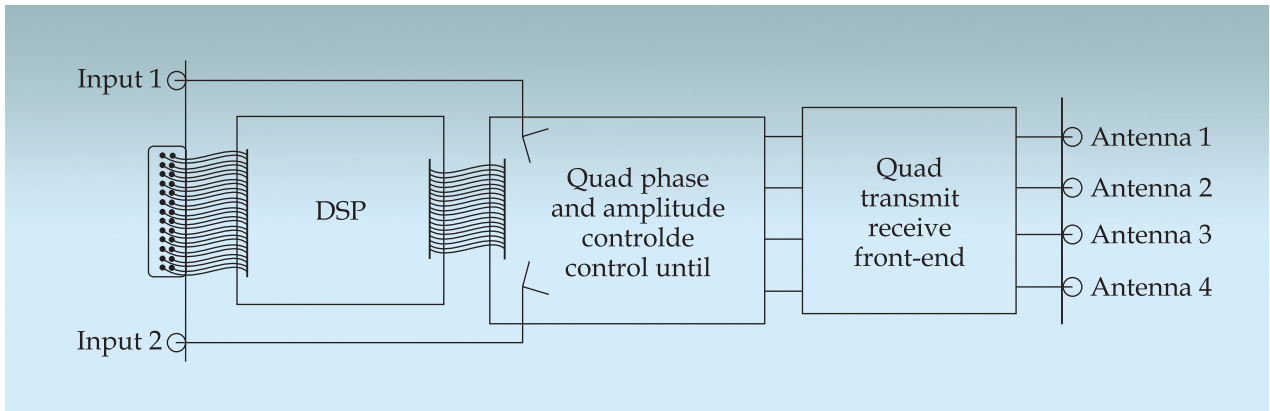 Input 1
DSP
Quad phase
and amplitude
controlde
control until
Quad
transmit
receive
front-end
Antenna 1
Antenna 2
Antenna 3
Antenna 4
Input 2